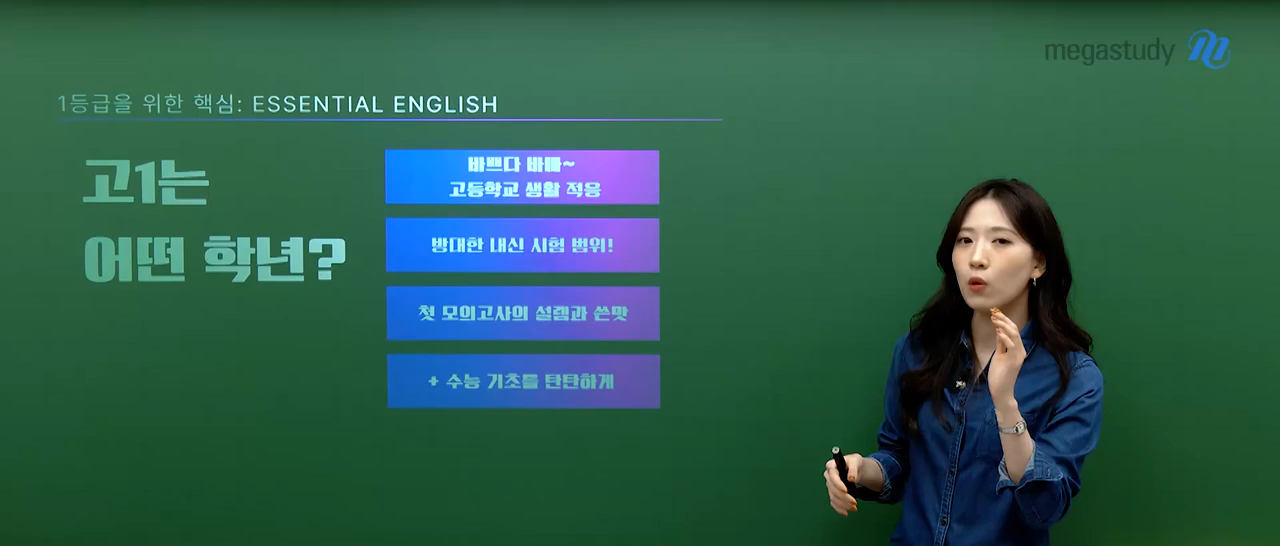 megastudy
1등급을 위한 핵심: ESSENTIAL ENGLISH
고1는
어떤 학년?
바쁘다 바빠~
고등학교 생활 적응
방대한 내신 시험 범위!
첫 모의고사의 설렘과 쓴맛
+ 수능 기초를 탄탄하게